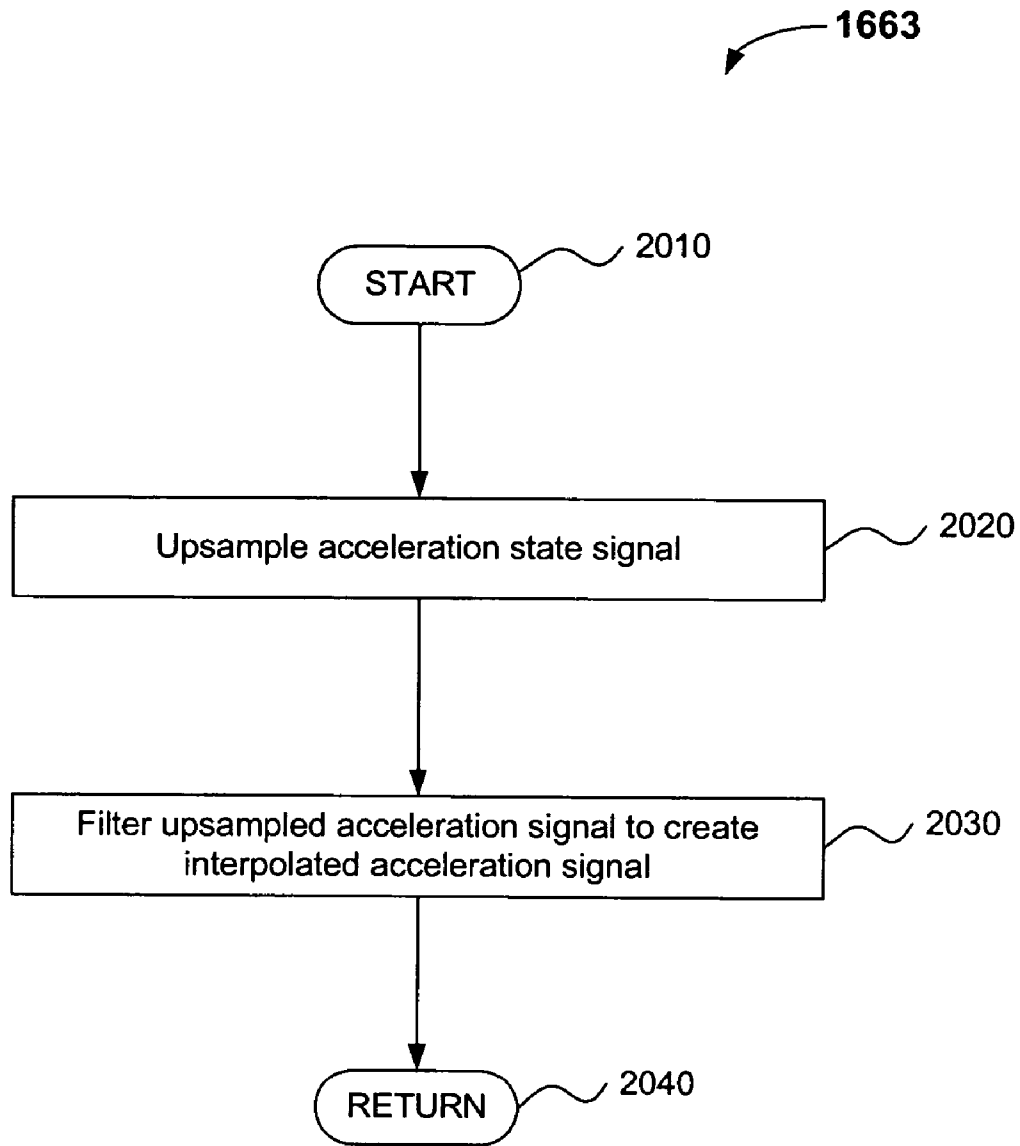 1663
START
2010
Upsample acceleration state signal
2020
Filter upsampled acceleration signal to create
interpolated acceleration signal
2030
RETURN
2040